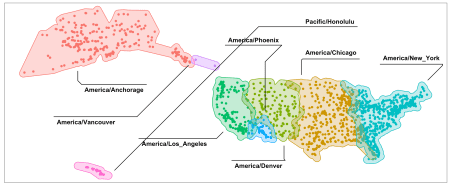 Pacific/Honolulu
America/Phoenix
America/Chicago
America/New_York
America/Anchorage
America/Vancouver
America/Los_Angeles
America/Denver